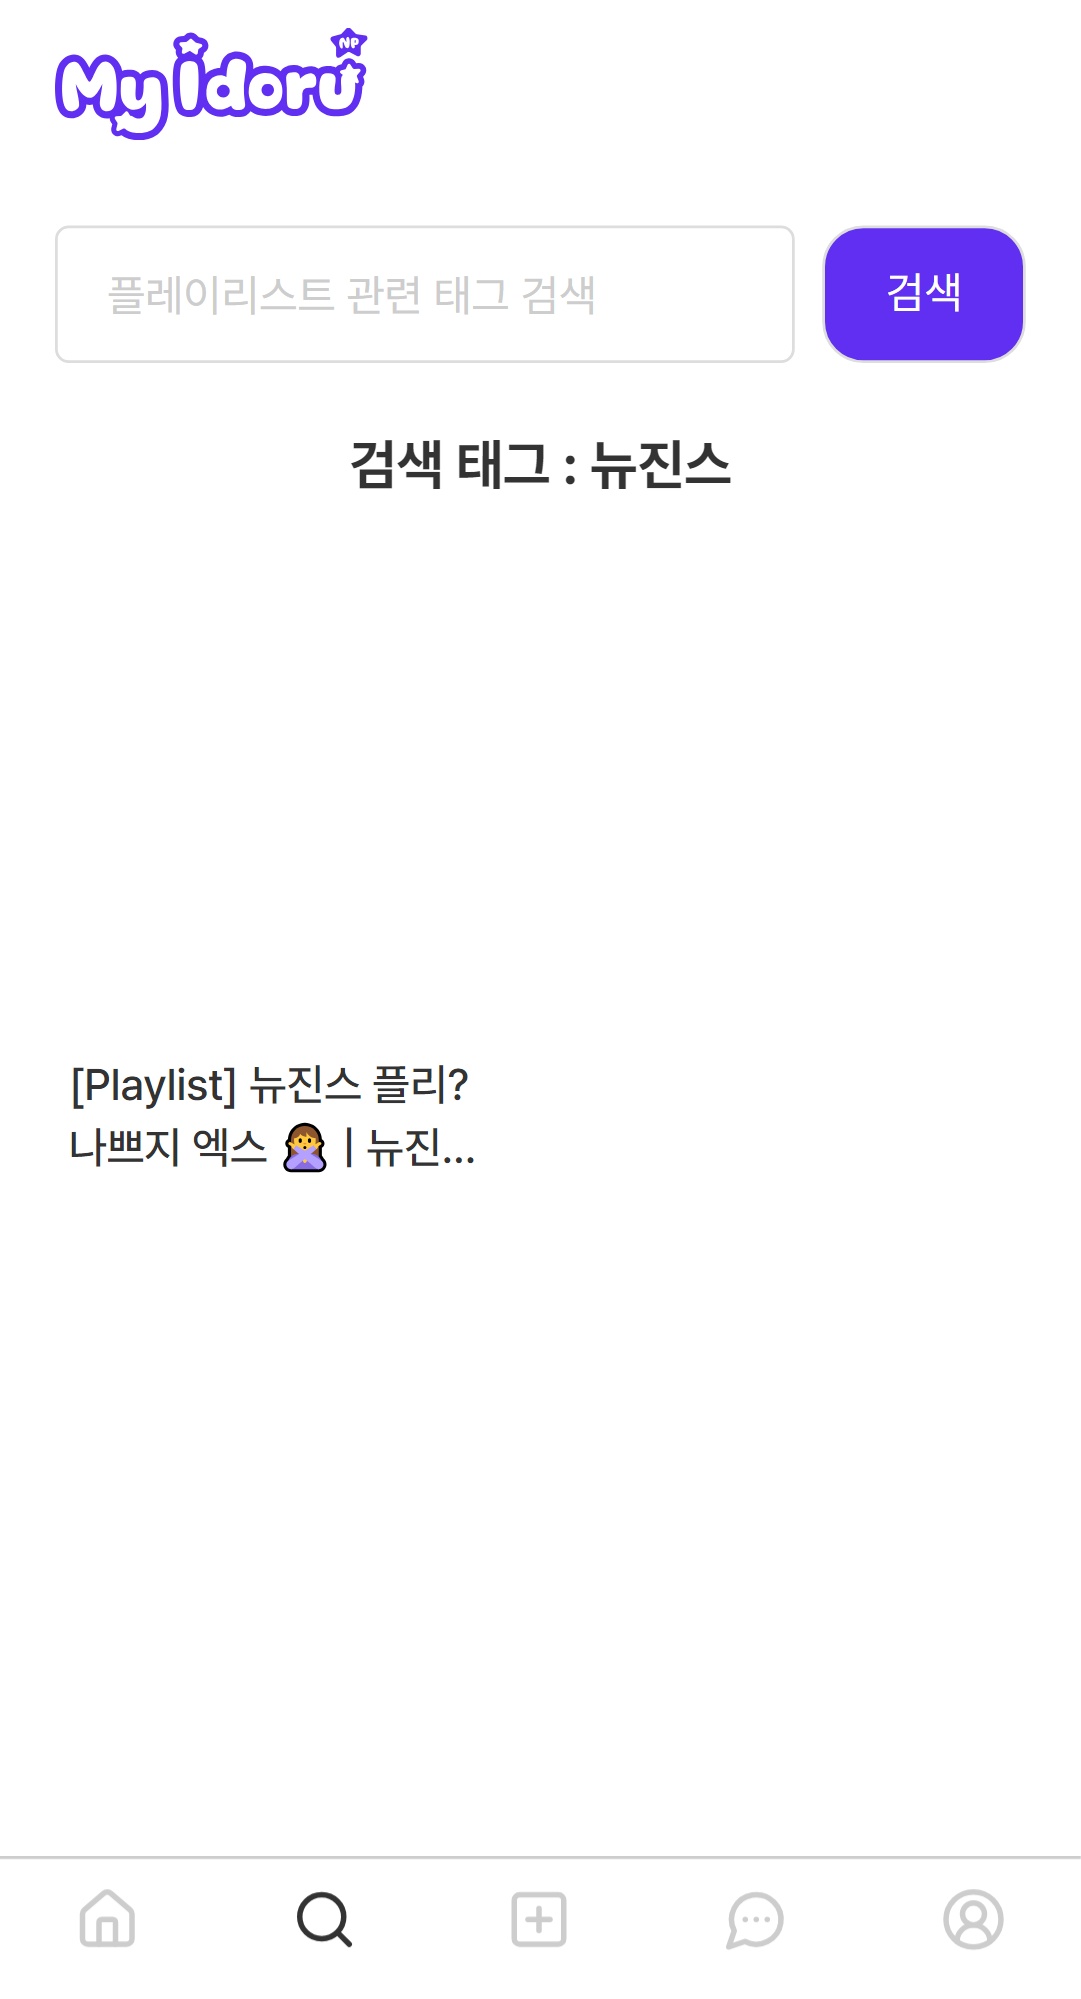 NP
My idoru
플레이리스트 관련 태그 검색
검색
검색 태그 : 뉴진스
[Playlist] 뉴진스 플리?
나쁘지 엑스 🙅‍♀️ | 뉴진...